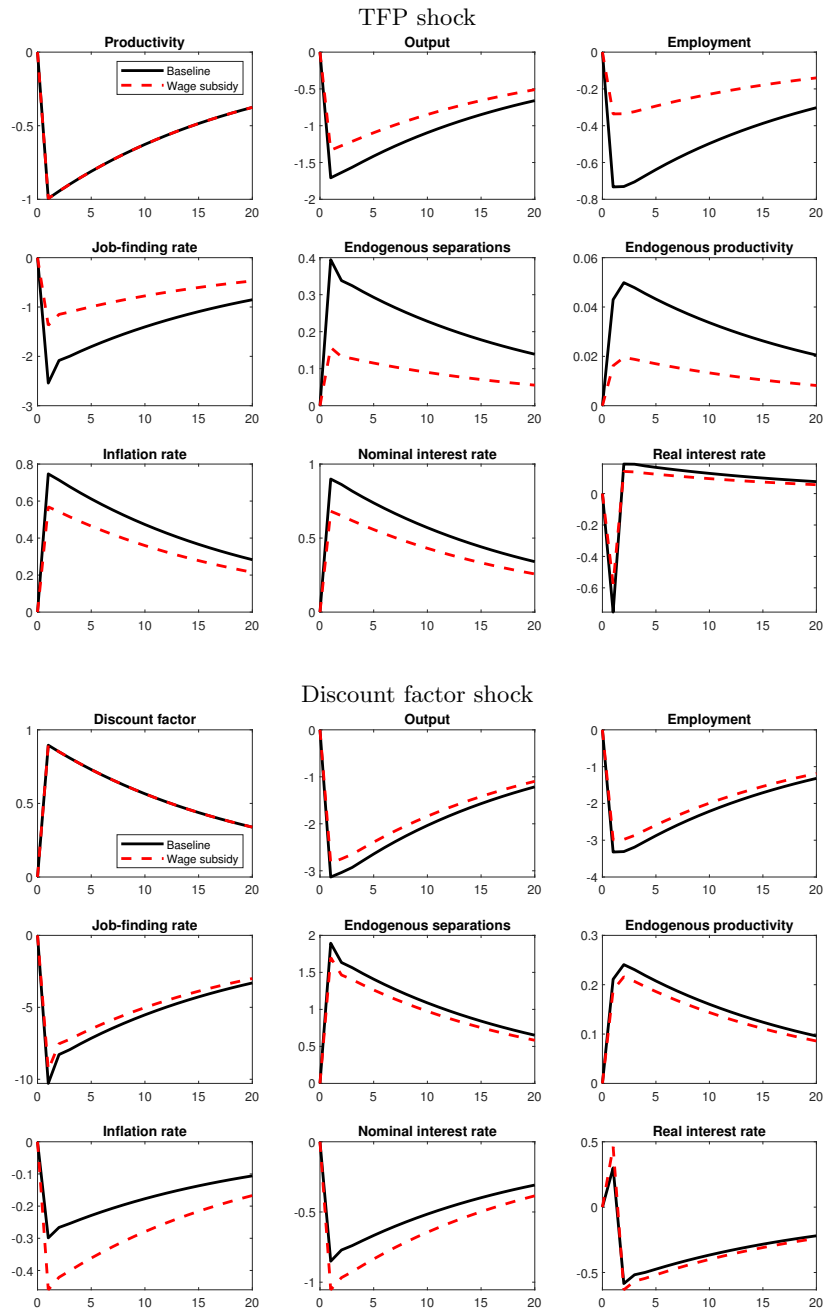 TFP shock
Productivity Output Employment
0 0 0
Baseline
Wage subsidy
-0.5 -0.2
-0.5 -1 -0.4
-1.5 -0.6
-1 -2 -0.8
0 5 10 15 20 0 5 10 15 20 0 5 10 15 20
Job-finding rate Endogenous separations Endogenous productivity
0 0.4 0.06
-1 0.3 0.04
-2 0.2 0.02
0.1
-3 0 0
0 5 10 15 20 0 5 10 15 20 0 5 10 15 20
Inflation rate Nominal interest rate Real interest rate
0.8 1 0
0.6 -0.2
0.4 0.5 -0.4
0.2 -0.6
0 0
0 5 10 15 20 0 5 10 15 20 0 5 10 15 20
Discount factor shock
Discount factor Output Employment
1 0 0
-1 -1
0.5 -2 -2
Baseline
Wage subsidy
-3 -3
0 -4
0 5 10 15 20 0 5 10 15 20 0 5 10 15 20
Job-finding rate Endogenous separations Endogenous productivity
0 2 0.3
1.5 0.2
-5 1 0.1
0.5
-10 0 0
0 5 10 15 20 0 5 10 15 20 0 5 10 15 20
Inflation rate Nominal interest rate Real interest rate
0 0 0.5
-0.1
-0.2 -0.5 0
-0.3
-0.4 -1 -0.5
0 5 10 15 20 0 5 10 15 20 0 5 10 15 20